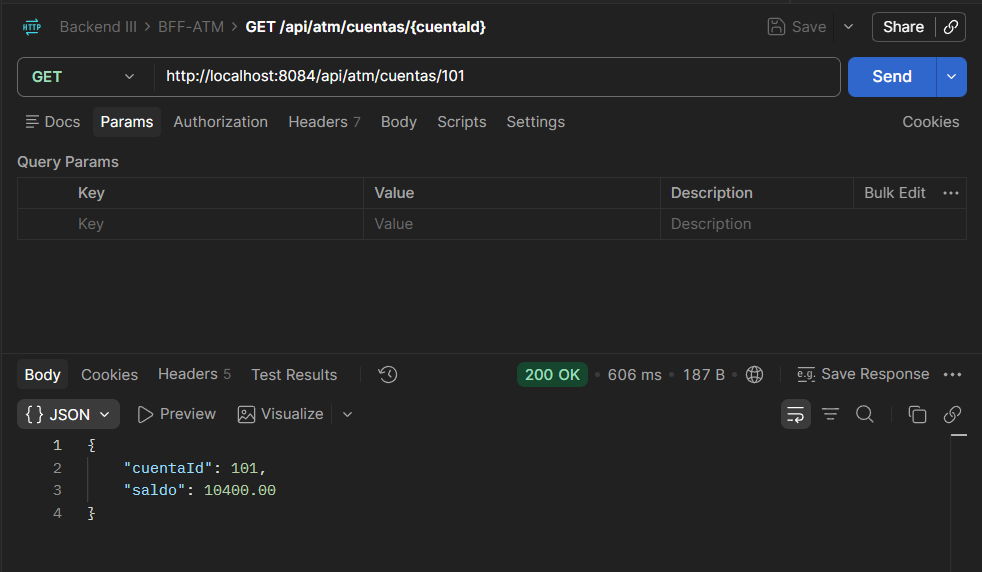 HTTP Backend III > BFF-ATM > GET /api/atm/cuentas/{cuentaId} Save Share
GET http://localhost:8084/api/atm/cuentas/101 Send
Docs Params Authorization Headers 7 Body Scripts Settings Cookies
Query Params
Key Value Description Bulk Edit
Key Value Description
Body Cookies Headers 5 Test Results 200 OK • 606 ms • 187 B • e.g. Save Response
{} JSON Preview Visualize
1 {
2 "cuentaId": 101,
3 "saldo": 10400.00
4 }